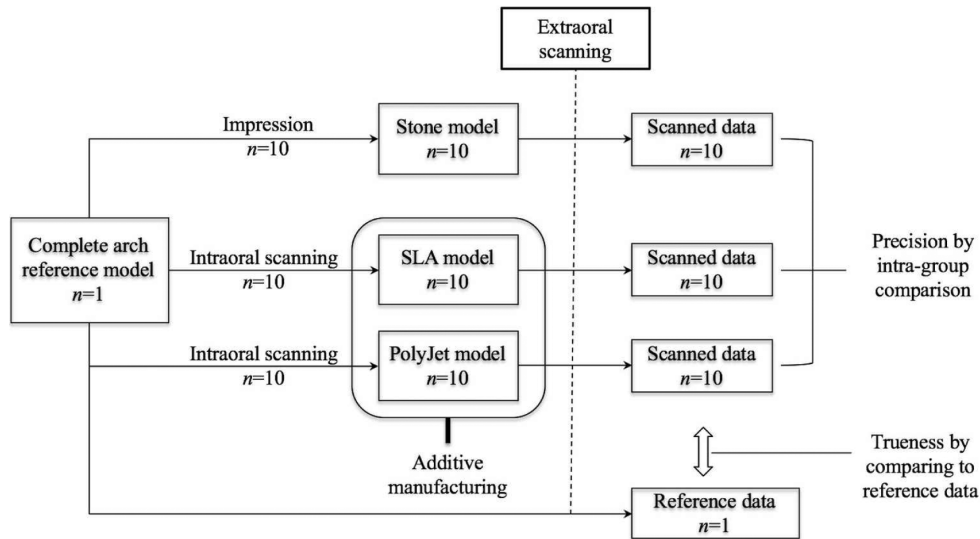 Extraoral
scanning
Impression
n=10
Stone model
n=10
Scanned data
n=10
Complete arch
reference model
n=1
Intraoral scanning
n=10
SLA model
n=10
Scanned data
n=10
Precision by
intra-group
comparison
Intraoral scanning
n=10
PolyJet model
n=10
Scanned data
n=10
Additive
manufacturing
Trueness by
comparing to
reference data
Reference data
n=1